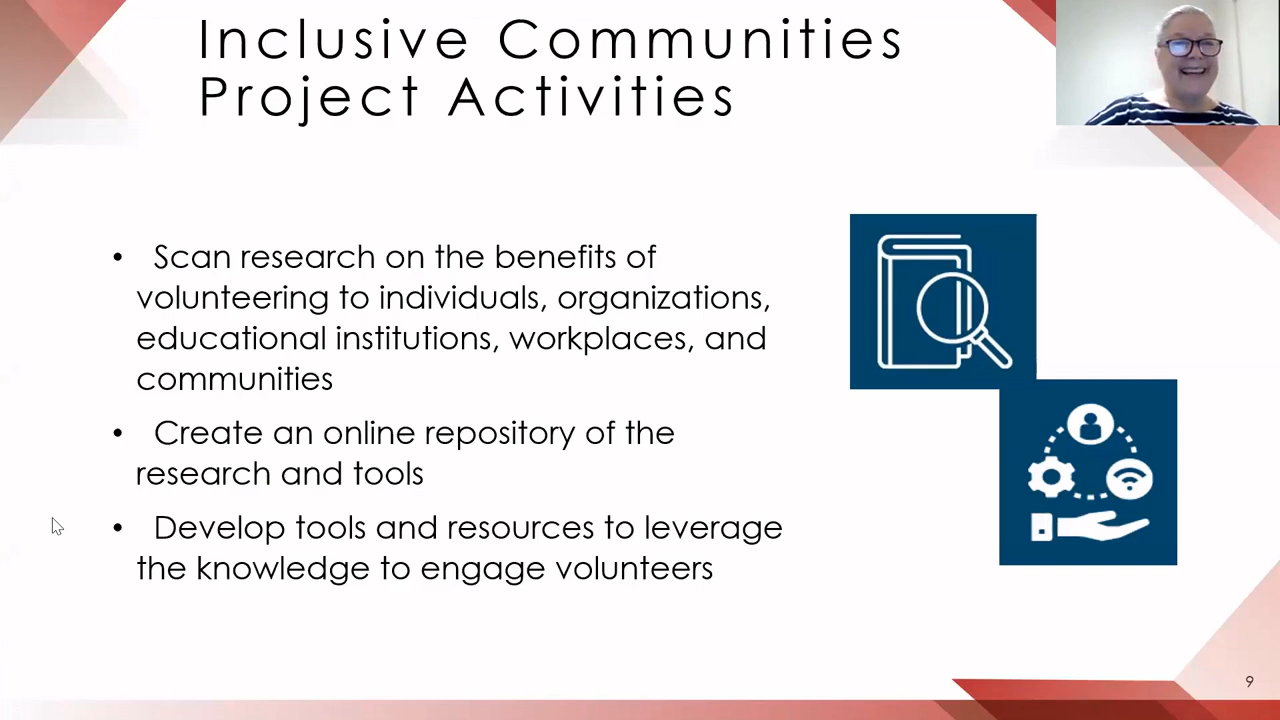 Inclusive Communities
Project Activities
• Scan research on the benefits of
volunteering to individuals, organizations,
educational institutions, workplaces, and
communities
• Create an online repository of the
research and tools
• Develop tools and resources to leverage
the knowledge to engage volunteers
9